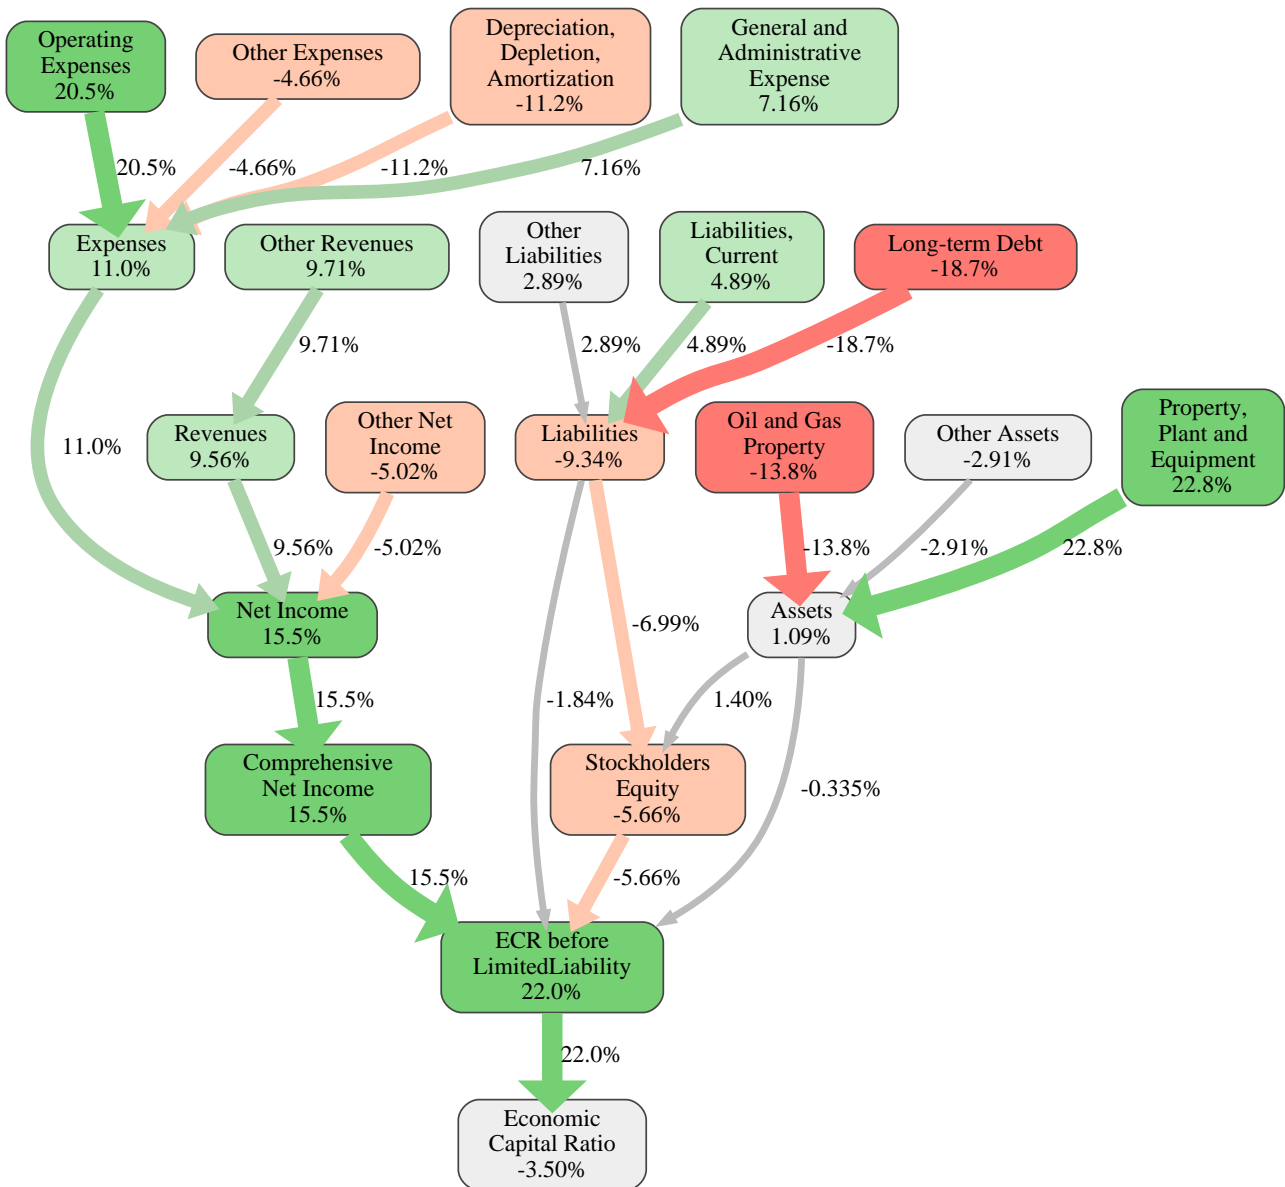 Operating
Expenses
20.5%
Other Expenses
-4.66%
Depreciation,
Depletion,
Amortization
-11.2%
General and
Administrative
Expense
7.16%
20.5%
-4.66%
-11.2%
7.16%
Expenses
11.0%
Other Revenues
9.71%
Other
Liabilities
2.89%
Liabilities,
Current
4.89%
Long-term Debt
-18.7%
9.71%
2.89%
4.89%
-18.7%
11.0%
Revenues
9.56%
Other Net
Income
-5.02%
Liabilities
-9.34%
Oil and Gas
Property
-13.8%
Other Assets
-2.91%
Property,
Plant and
Equipment
22.8%
9.56%
-5.02%
-13.8%
-2.91%
22.8%
Net Income
15.5%
-6.99%
Assets
1.09%
15.5%
-1.84%
1.40%
-0.335%
Comprehensive
Net Income
15.5%
Stockholders
Equity
-5.66%
15.5%
-5.66%
ECR before
LimitedLiability
22.0%
22.0%
Economic
Capital Ratio
-3.50%